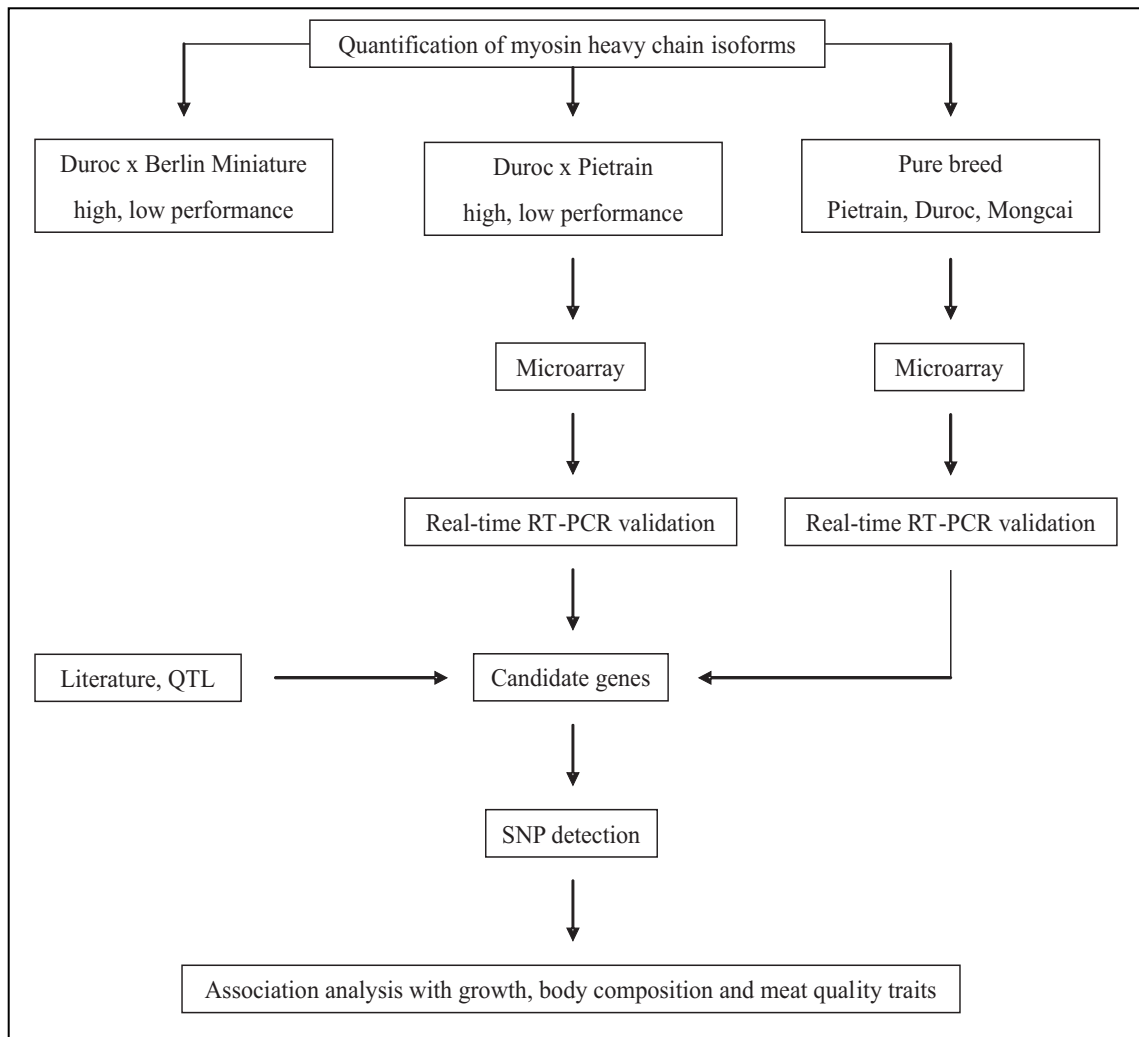 Quantification of myosin heavy chain isoforms
Duroc x Berlin Miniature
high, low performance
Duroc x Pietrain
high, low performance
Pure breed
Pietrain, Duroc, Mongcai
Microarray
Microarray
Real-time RT-PCR validation
Real-time RT-PCR validation
Literature, QTL
Candidate genes
SNP detection
Association analysis with growth, body composition and meat quality traits